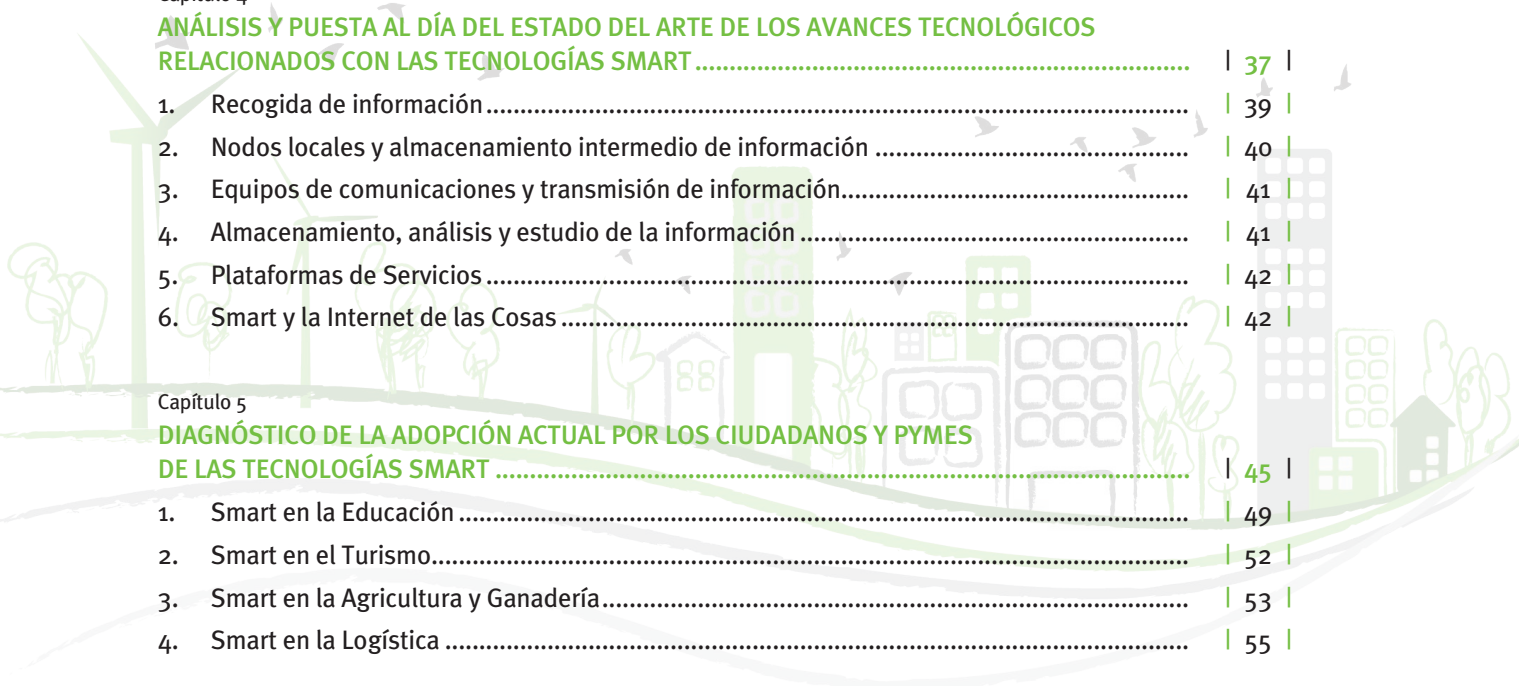 Capítulo 4
ANÁLISIS Y PUESTA AL DÍA DEL ESTADO DEL ARTE DE LOS AVANCES TECNOLÓGICOS
RELACIONADOS CON LAS TECNOLOGÍAS SMART ........................................................................... | 37 |
1. Recogida de información ........................................................................... | 39 |
2. Nodos locales y almacenamiento intermedio de información ........................................................................... | 40 |
3. Equipos de comunicaciones y transmisión de información ........................................................................... | 41 |
4. Almacenamiento, análisis y estudio de la información ........................................................................... | 41 |
5. Plataformas de Servicios ........................................................................... | 42 |
6. Smart y la Internet de las Cosas ........................................................................... | 42 |
Capítulo 5
DIAGNÓSTICO DE LA ADOPCIÓN ACTUAL POR LOS CIUDADANOS Y PYMES
DE LAS TECNOLOGÍAS SMART ........................................................................... | 45 |
1. Smart en la Educación ........................................................................... | 49 |
2. Smart en el Turismo ........................................................................... | 52 |
3. Smart en la Agricultura y Ganadería ........................................................................... | 53 |
4. Smart en la Logística ........................................................................... | 55 |